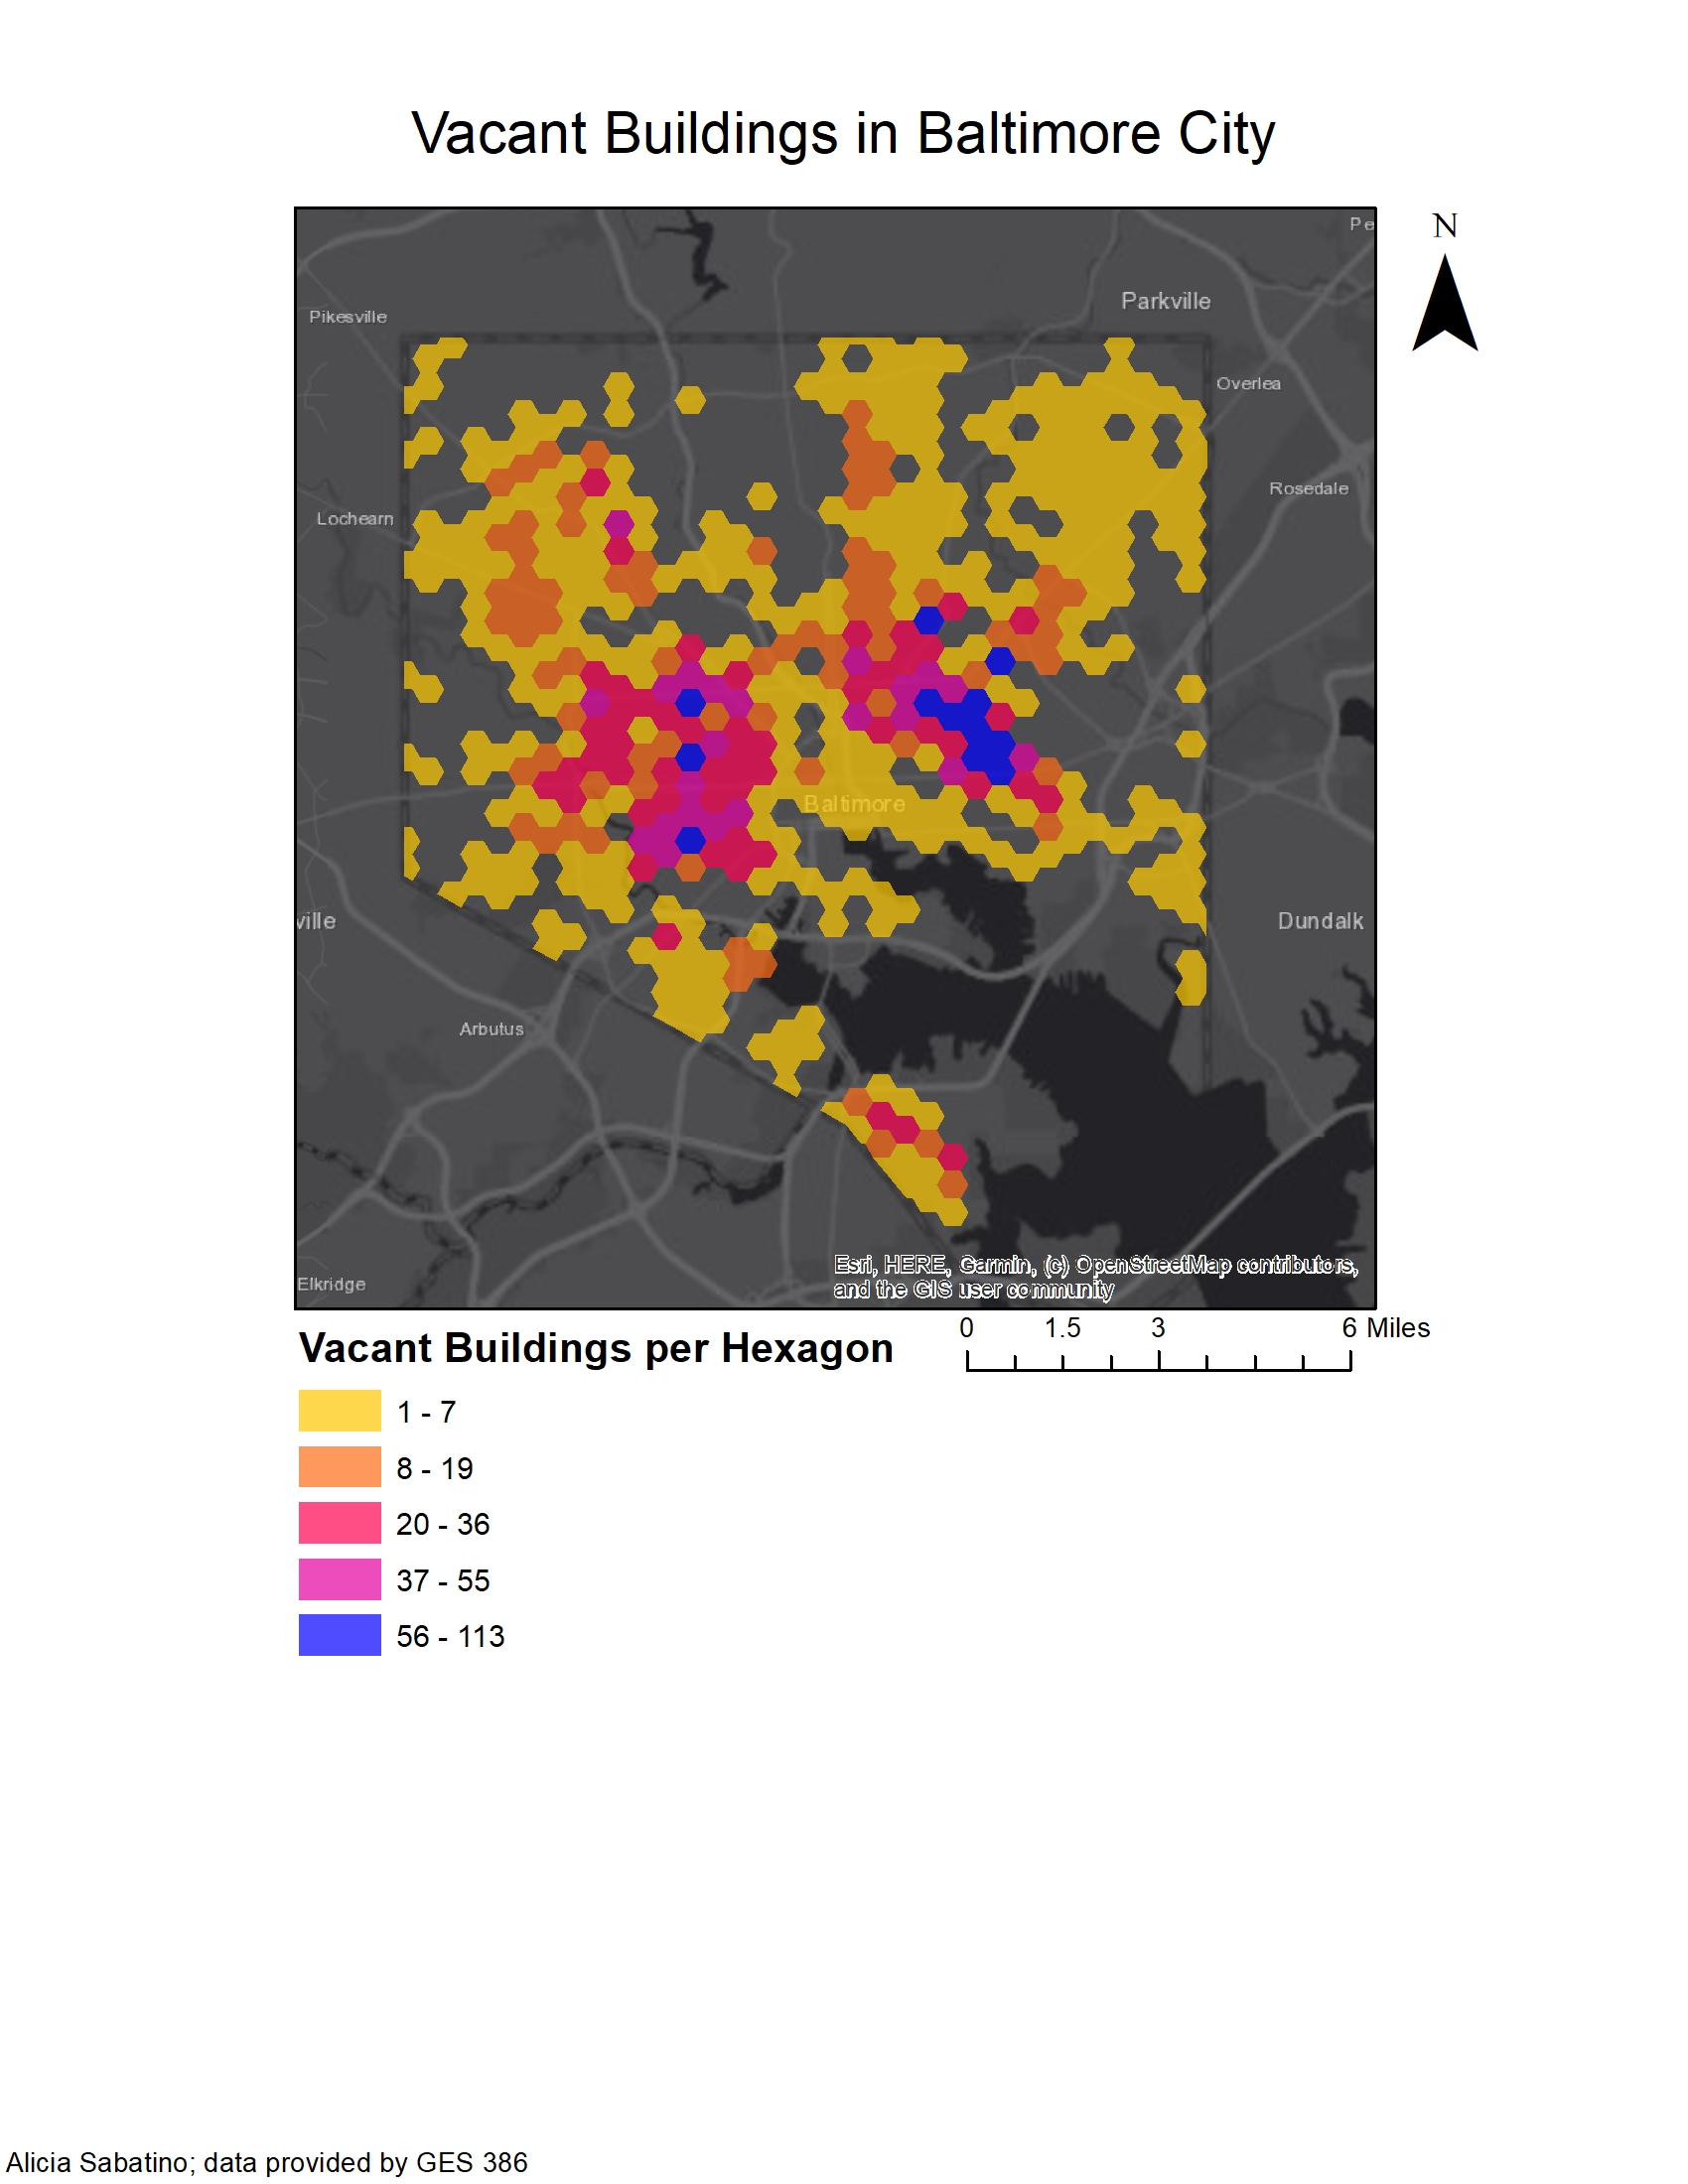 Vacant Buildings in Baltimore City
N
Pe
Parkville
Pikesville
Overlea
Rosedale
Lochearn
Baltimore
ville
Dundalk
Arbutus
Elkridge
Esri, HERE, Garmin, (c) OpenStreetMap contributors,
and the GIS user community
0 1.5 3 6 Miles
Vacant Buildings per Hexagon
1 - 7
8 - 19
20 - 36
37 - 55
56 - 113
Alicia Sabatino; data provided by GES 386